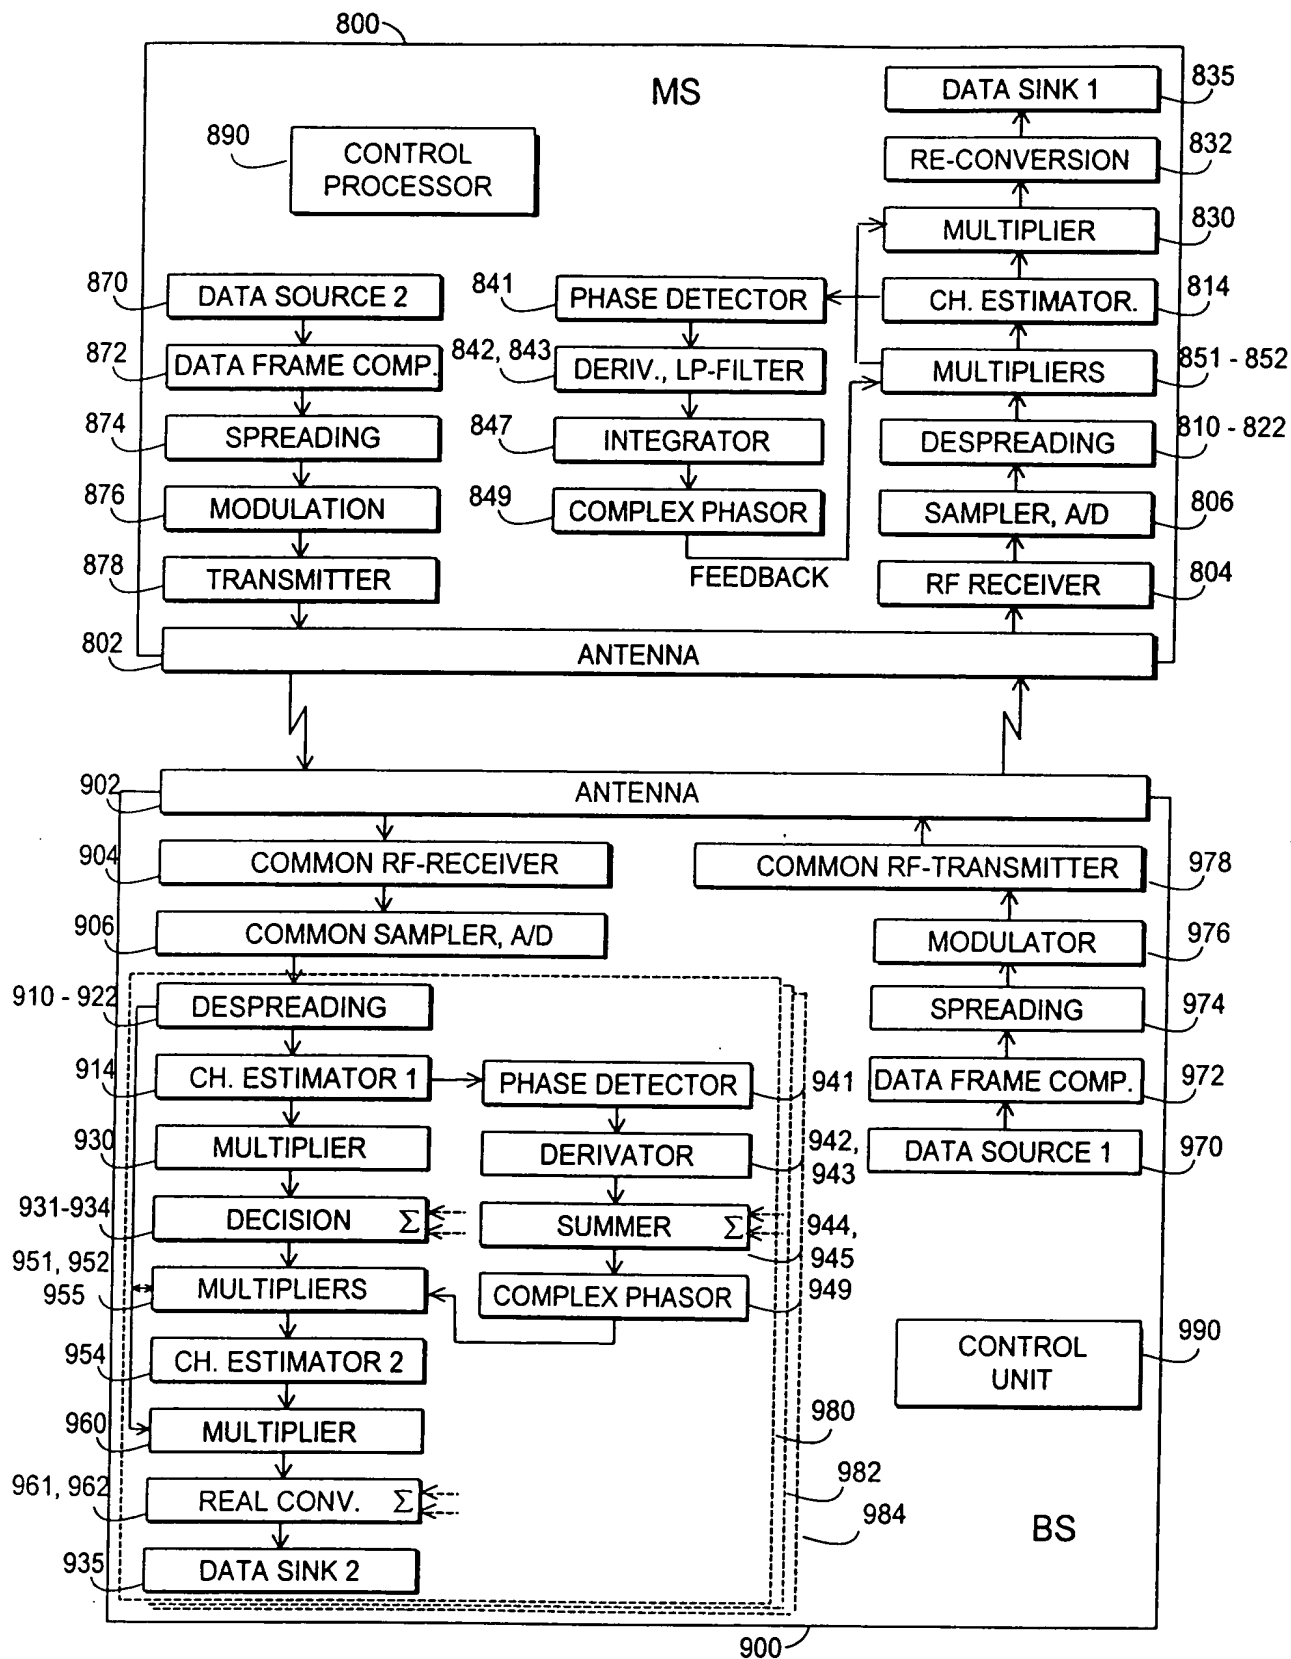 800
MS
DATA SINK 1
835
890
CONTROL
PROCESSOR
RE-CONVERSION
832
MULTIPLIER
830
870
DATA SOURCE 2
841
PHASE DETECTOR
CH. ESTIMATOR.
814
872
DATA FRAME COMP.
842, 843
DERIV., LP-FILTER
MULTIPLIERS
851 - 852
874
SPREADING
847
INTEGRATOR
DESPREADING
810 - 822
876
MODULATION
849
COMPLEX PHASOR
SAMPLER, A/D
806
878
TRANSMITTER
FEEDBACK
RF RECEIVER
804
802
ANTENNA
902
ANTENNA
904
COMMON RF-RECEIVER
COMMON RF-TRANSMITTER
978
906
COMMON SAMPLER, A/D
MODULATOR
976
910 - 922
DESPREADING
SPREADING
974
914
CH. ESTIMATOR 1
PHASE DETECTOR
941
DATA FRAME COMP.
972
930
MULTIPLIER
DERIVATOR
942,
943
DATA SOURCE 1
970
931-934
DECISION Σ
SUMMER Σ
944,
945
951, 952
955
MULTIPLIERS
COMPLEX PHASOR
949
954
CH. ESTIMATOR 2
CONTROL
UNIT
990
960
MULTIPLIER
980
961, 962
REAL CONV. Σ
982
984
BS
935
DATA SINK 2
900